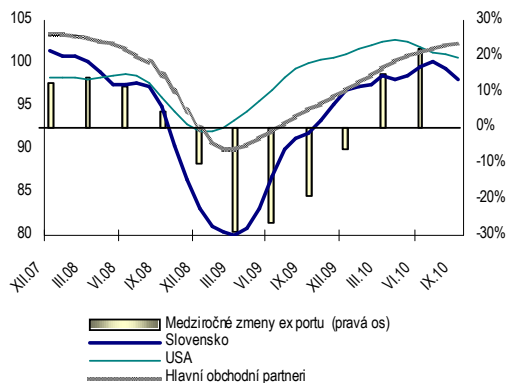 105
100
95
90
85
80
30%
20%
10%
0%
-10%
-20%
-30%
XII.07
III.08
VI.08
IX.08
XII.08
III.09
VI.09
IX.09
XII.09
III.10
VI.10
IX.10
Medziročné zmeny exportu (pravá os)
Slovensko
USA
Hlavní obchodní partneri